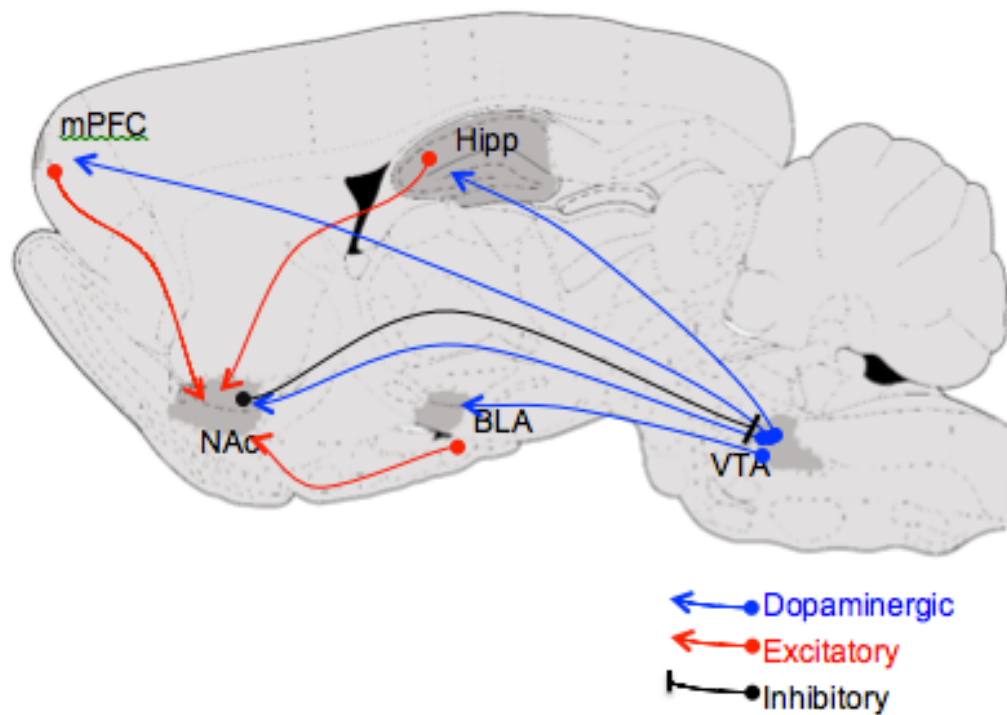 mPFC
Hipp
NAc
BLA
VTA
Dopaminergic
Excitatory
Inhibitory